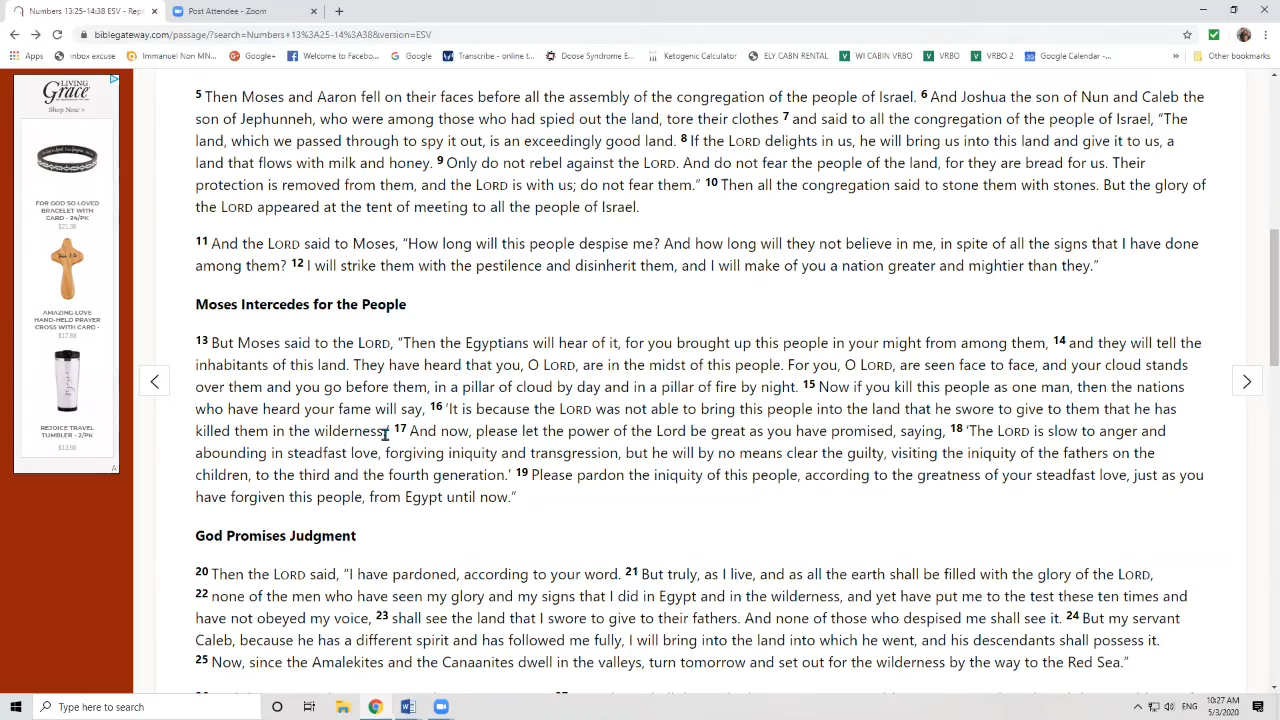 Numbers 13:25-14:38 ESV - Rep
Post Attendee - Zoom
biblegateway.com/passage/?search=Numbers+13%3A25-14%3A38&version=ESV
Apps
inbox excuse
Immanuel Non MN...
Google+
Welcome to Facebo...
Google
Transcribe - otter.ai
Doose Syndrome E...
Ketogenic Calculator
ELY CABN RENTAL
WI CABIN VRBO
VRBO
VRBO 2
Google Calendar -...
»
Other bookmarks
LIVING
Grace
Shop Now >
FOR GOD SO LOVED
BRACELET WITH
CARD - 24/PK
$21.38
AMAZING LOVE
HAND-HELD PRAYER
CROSS WITH CARD -
$17.88
REJOICE TRAVEL
TUMBLER - 2/PK
$13.98
5 Then Moses and Aaron fell on their faces before all the assembly of the congregation of the people of Israel. 6 And Joshua the son of Nun and Caleb the
son of Jephunneh, who were among those who had spied out the land, tore their clothes 7 and said to all the congregation of the people of Israel, “The
land, which we passed through to spy it out, is an exceedingly good land. 8 If the LORD delights in us, he will bring us into this land and give it to us, a
land that flows with milk and honey. 9 Only do not rebel against the LORD. And do not fear the people of the land, for they are bread for us. Their
protection is removed from them, and the LORD is with us; do not fear them.” 10 Then all the congregation said to stone them with stones. But the glory of
the LORD appeared at the tent of meeting to all the people of Israel.
11 And the LORD said to Moses, “How long will this people despise me? And how long will they not believe in me, in spite of all the signs that I have done
among them? 12 I will strike them with the pestilence and disinherit them, and I will make of you a nation greater and mightier than they.”
Moses Intercedes for the People
13 But Moses said to the LORD, “Then the Egyptians will hear of it, for you brought up this people in your might from among them, 14 and they will tell the
inhabitants of this land. They have heard that you, O LORD, are in the midst of this people. For you, O LORD, are seen face to face, and your cloud stands
over them and you go before them, in a pillar of cloud by day and in a pillar of fire by night. 15 Now if you kill this people as one man, then the nations
who have heard your fame will say, 16 ‘It is because the LORD was not able to bring this people into the land that he swore to give to them that he has
killed them in the wilderness.’ 17 And now, please let the power of the Lord be great as you have promised, saying, 18 ‘The LORD is slow to anger and
abounding in steadfast love, forgiving iniquity and transgression, but he will by no means clear the guilty, visiting the iniquity of the fathers on the
children, to the third and the fourth generation.’ 19 Please pardon the iniquity of this people, according to the greatness of your steadfast love, just as you
have forgiven this people, from Egypt until now.”
God Promises Judgment
20 Then the LORD said, “I have pardoned, according to your word. 21 But truly, as I live, and as all the earth shall be filled with the glory of the LORD,
22 none of the men who have seen my glory and my signs that I did in Egypt and in the wilderness, and yet have put me to the test these ten times and
have not obeyed my voice, 23 shall see the land that I swore to give to their fathers. And none of those who despised me shall see it. 24 But my servant
Caleb, because he has a different spirit and has followed me fully, I will bring into the land into which he went, and his descendants shall possess it.
25 Now, since the Amalekites and the Canaanites dwell in the valleys, turn tomorrow and set out for the wilderness by the way to the Red Sea.”
Type here to search
ENG
10:27 AM
5/3/2020